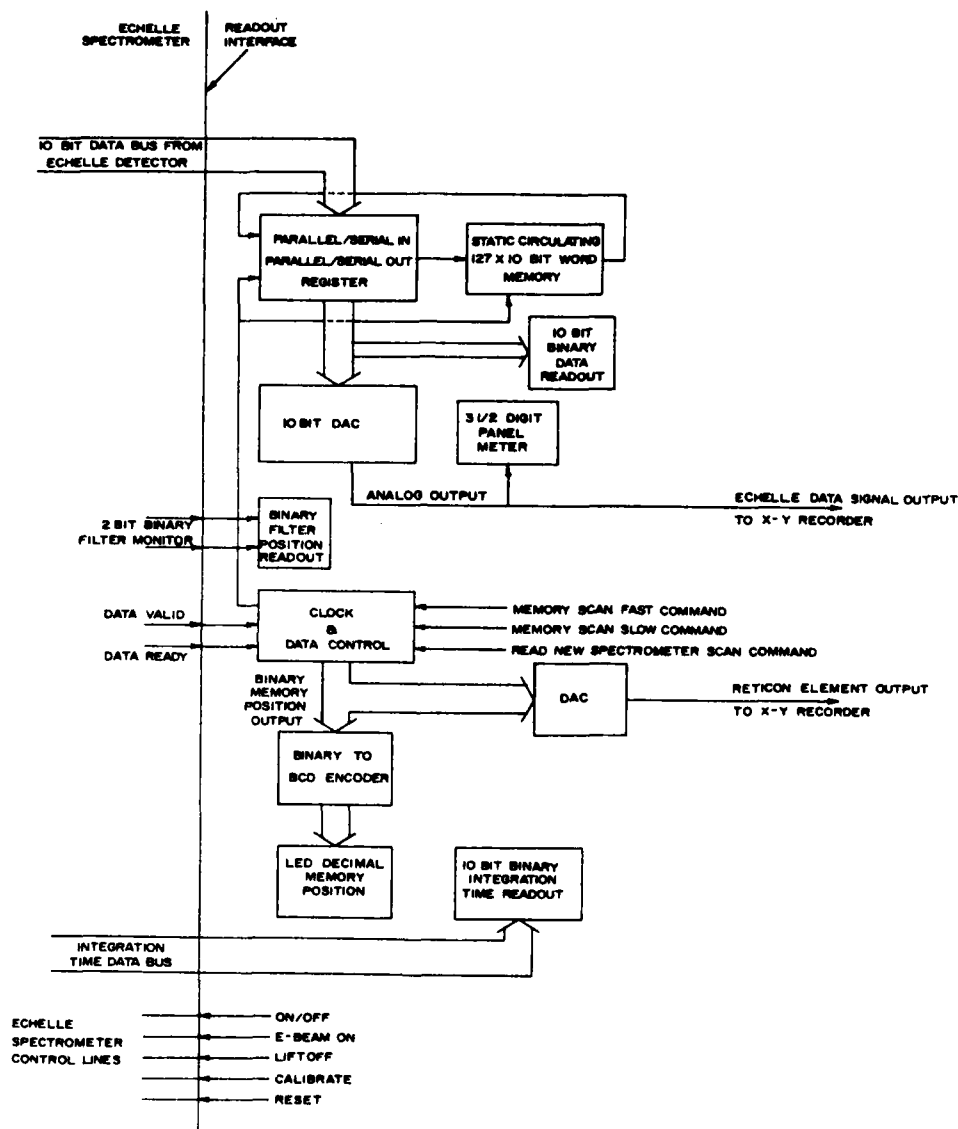 ECHELLE
SPECTROMETER
READOUT
INTERFACE
10 BIT DATA BUS FROM
ECHELLE DETECTOR
PARALLEL/SERIAL IN
PARALLEL/SERIAL OUT
REGISTER
STATIC CIRCULATING
127 X 10 BIT WORD
MEMORY
10 BIT
BINARY
DATA
READOUT
10 BIT DAC
3 1/2 DIGIT
PANEL
METER
ANALOG OUTPUT
ECHELLE DATA SIGNAL OUTPUT
TO X-Y RECORDER
2 BIT BINARY
FILTER MONITOR
BINARY
FILTER
POSITION
READOUT
DATA VALID
DATA READY
CLOCK
&
DATA CONTROL
MEMORY SCAN FAST COMMAND
MEMORY SCAN SLOW COMMAND
READ NEW SPECTROMETER SCAN COMMAND
BINARY
MEMORY
POSITION
OUTPUT
DAC
RETICON ELEMENT OUTPUT
TO X-Y RECORDER
BINARY TO
BCD ENCODER
LED DECIMAL
MEMORY
POSITION
10 BIT BINARY
INTEGRATION
TIME READOUT
INTEGRATION
TIME DATA BUS
ECHELLE
SPECTROMETER
CONTROL LINES
ON/OFF
E-BEAM ON
LIFTOFF
CALIBRATE
RESET